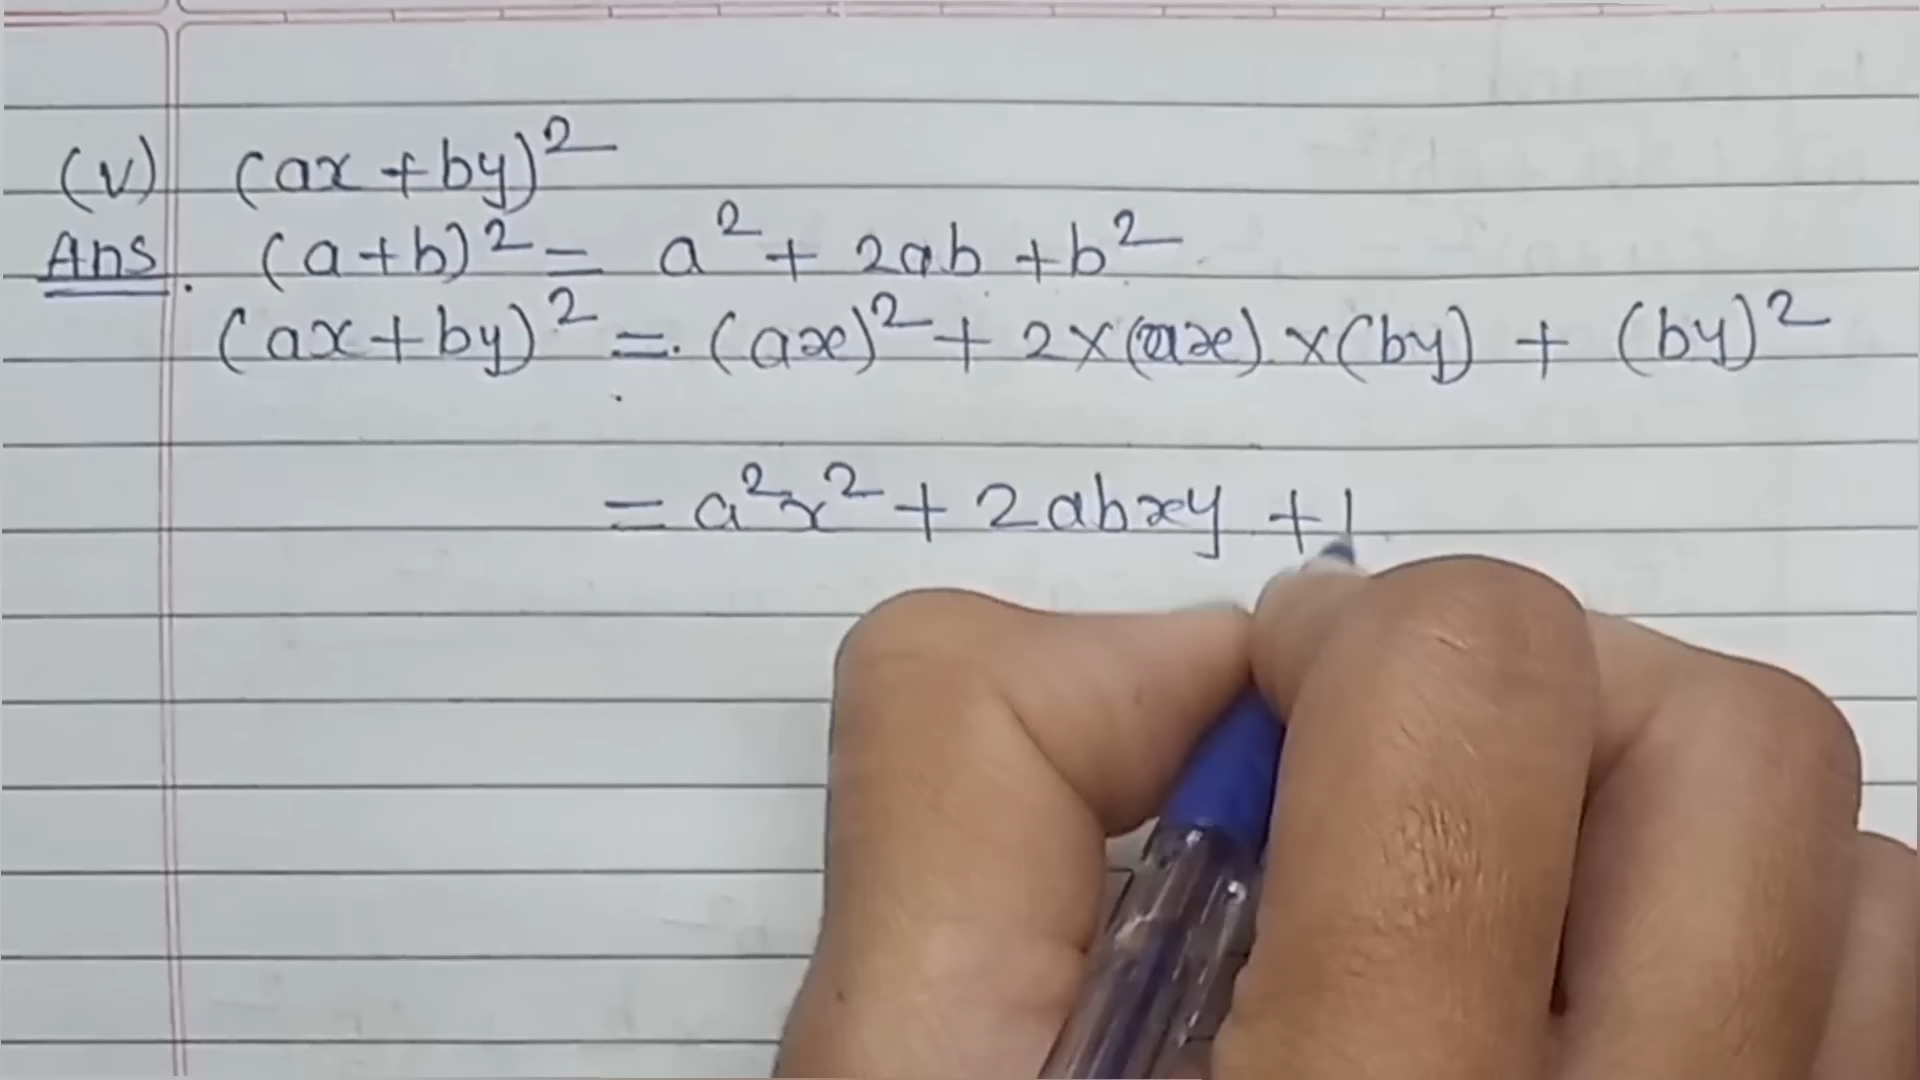 (v) (ax+by)²
Ans. (a+b)² = a² + 2ab + b²
(ax+by)² = (ax)² + 2×(ax)×(by) + (by)²
= a²x² + 2abxy +